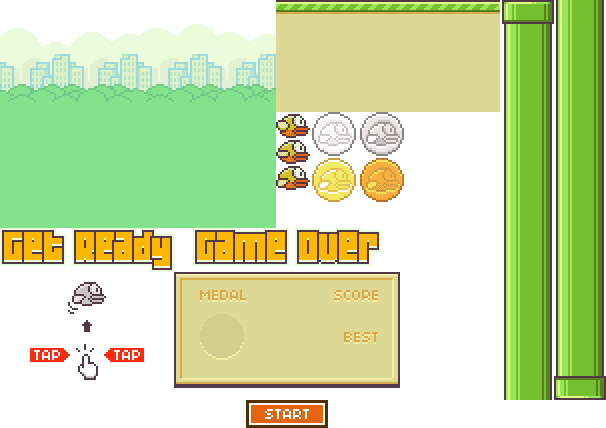 Get Ready
Game Over
MEDAL
SCORE
BEST
TAP
TAP
START